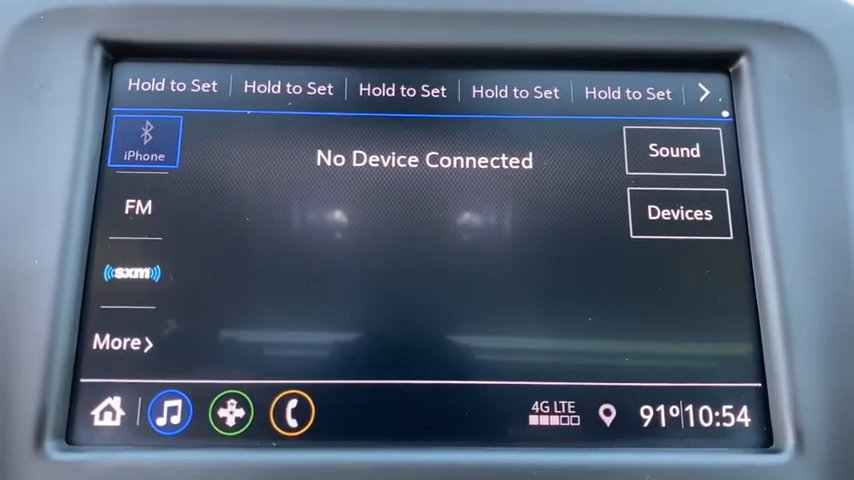 Hold to Set Hold to Set Hold to Set Hold to Set Hold to Set
iPhone
No Device Connected
Sound
FM
Devices
sxm
More
4G LTE
91° 10:54